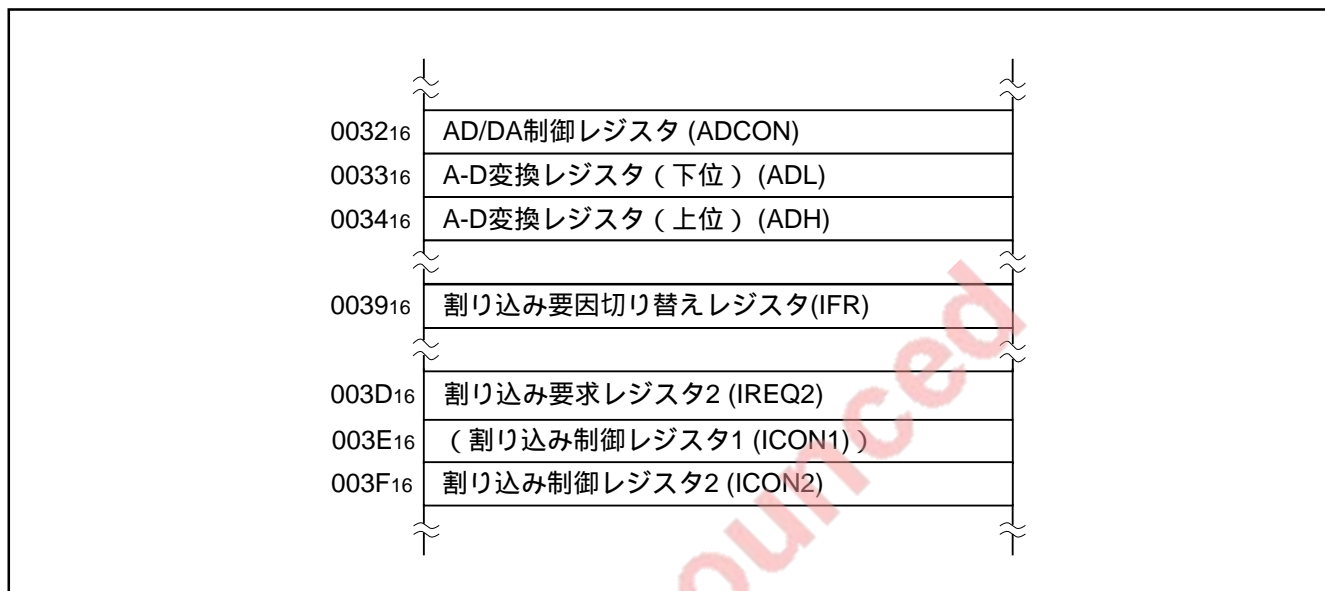 0032₁₆ AD/DA制御レジスタ (ADCON)
0033₁₆ A-D変換レジスタ（下位） (ADL)
0034₁₆ A-D変換レジスタ（上位） (ADH)
0039₁₆ 割り込み要因切り替えレジスタ(IFR)
003D₁₆ 割り込み要求レジスタ2 (IREQ2)
003E₁₆ （割り込み制御レジスタ1 (ICON1)）
003F₁₆ 割り込み制御レジスタ2 (ICON2)
ounced